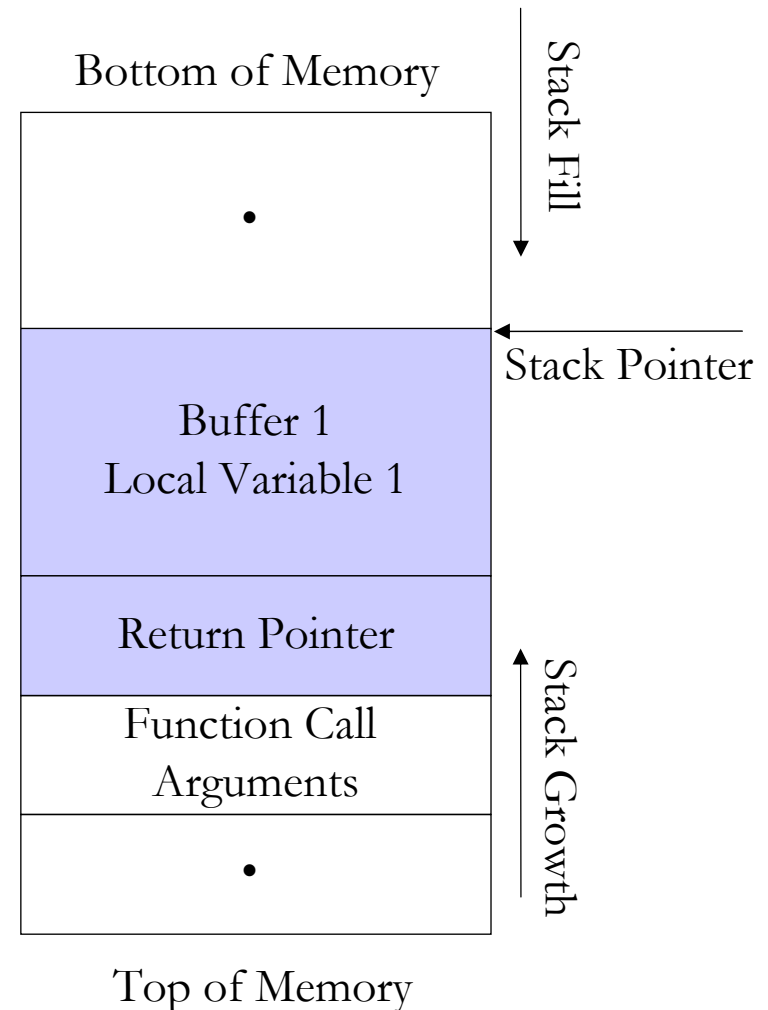 Bottom of Memory
Stack Fill
Stack Pointer
Buffer 1
Local Variable 1
Return Pointer
Function Call
Arguments
Stack Growth
Top of Memory